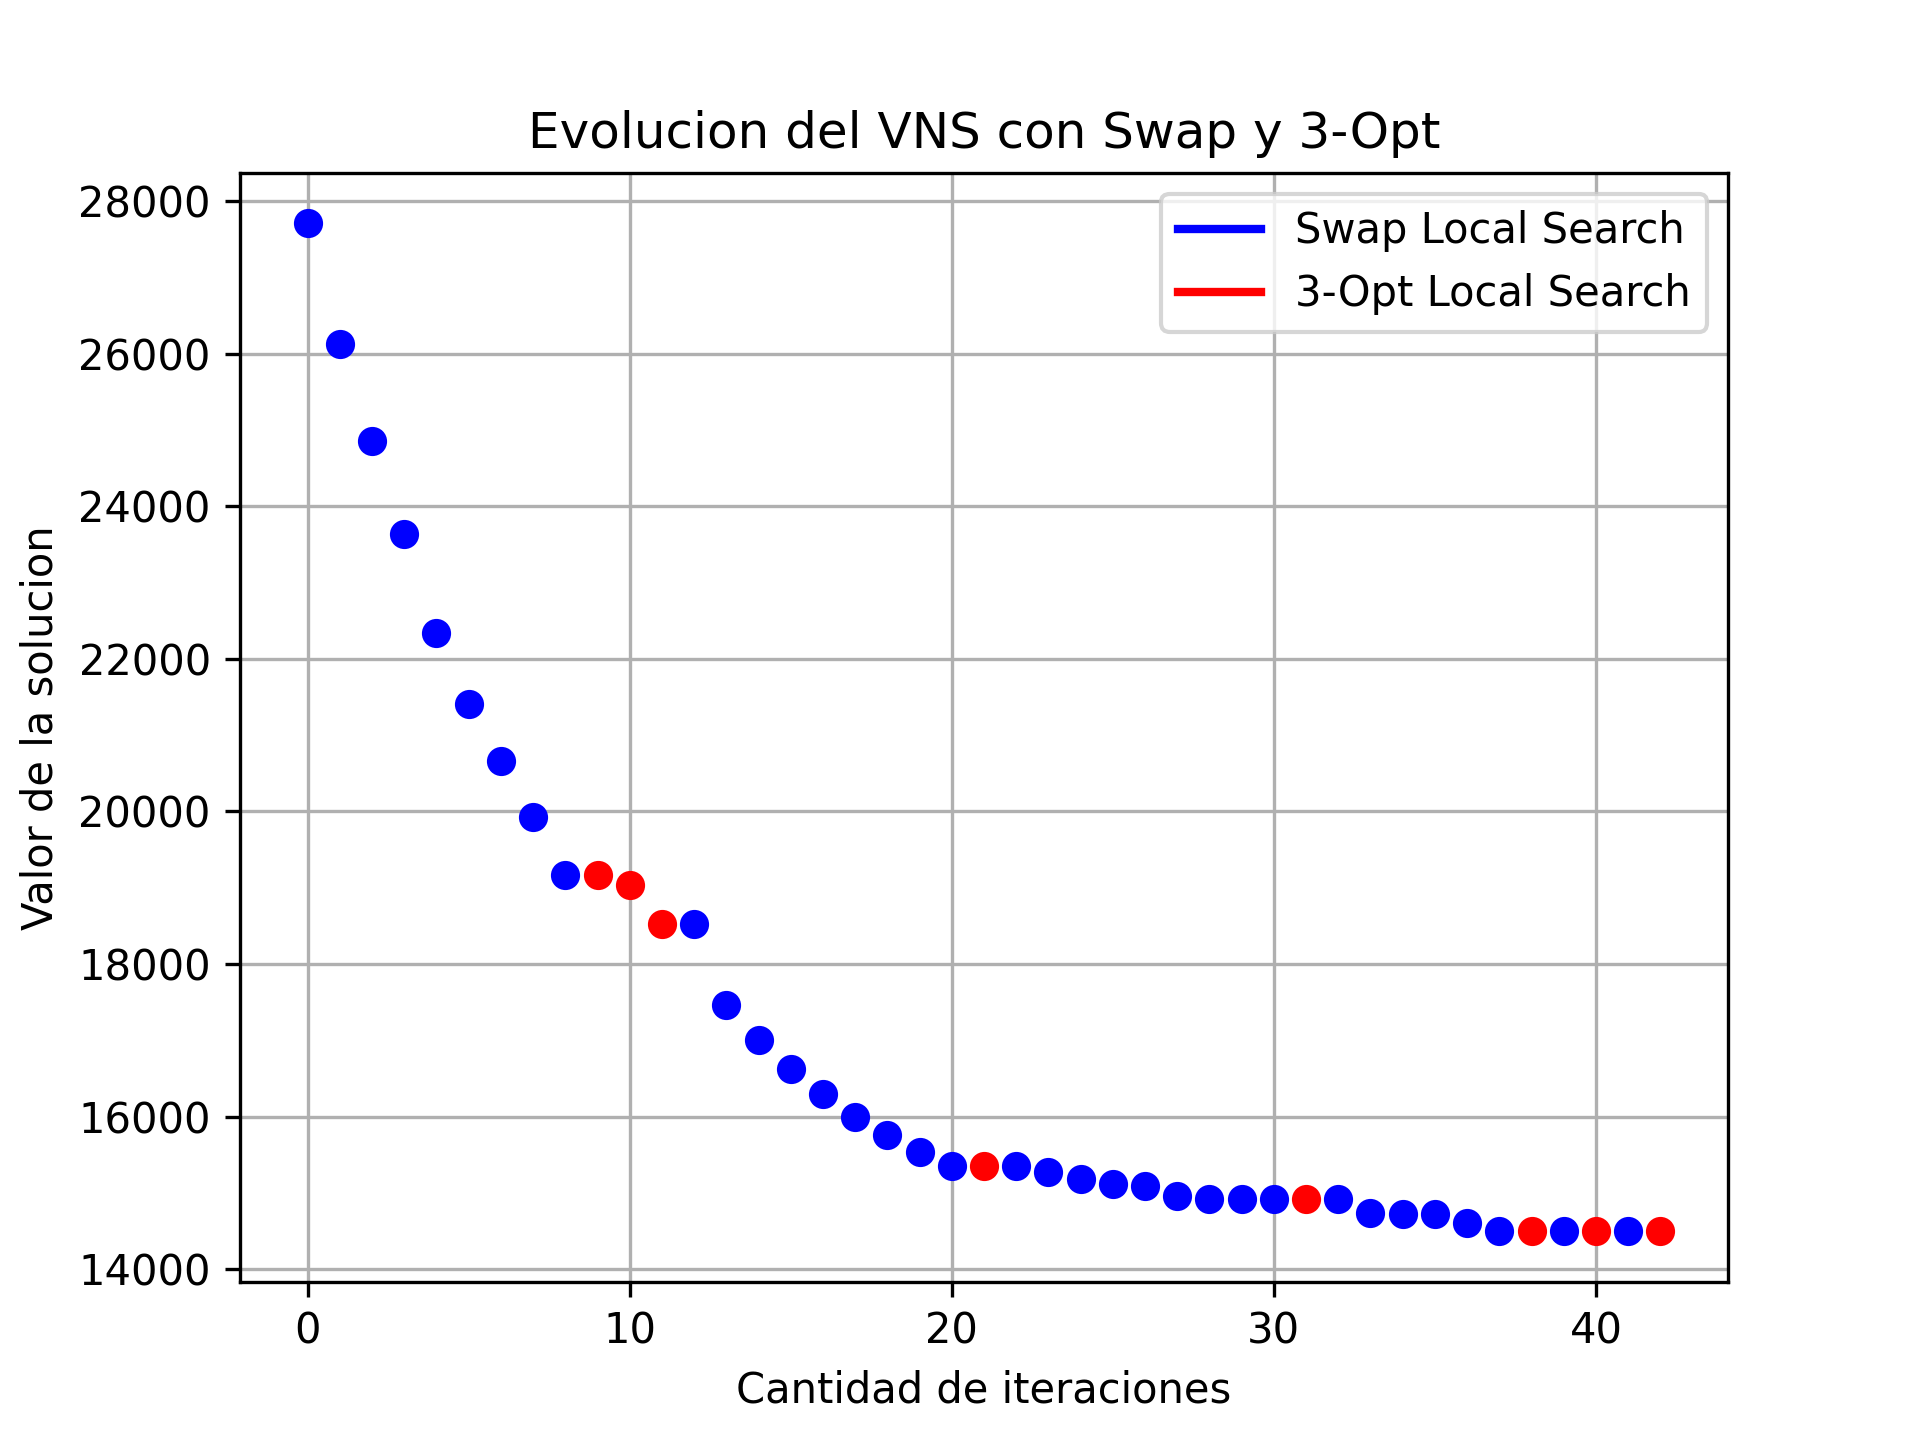 Evolucion del VNS con Swap y 3-Opt
28000
26000
24000
22000
20000
18000
16000
14000
Valor de la solucion
Swap Local Search
3-Opt Local Search
0 10 20 30 40
Cantidad de iteraciones